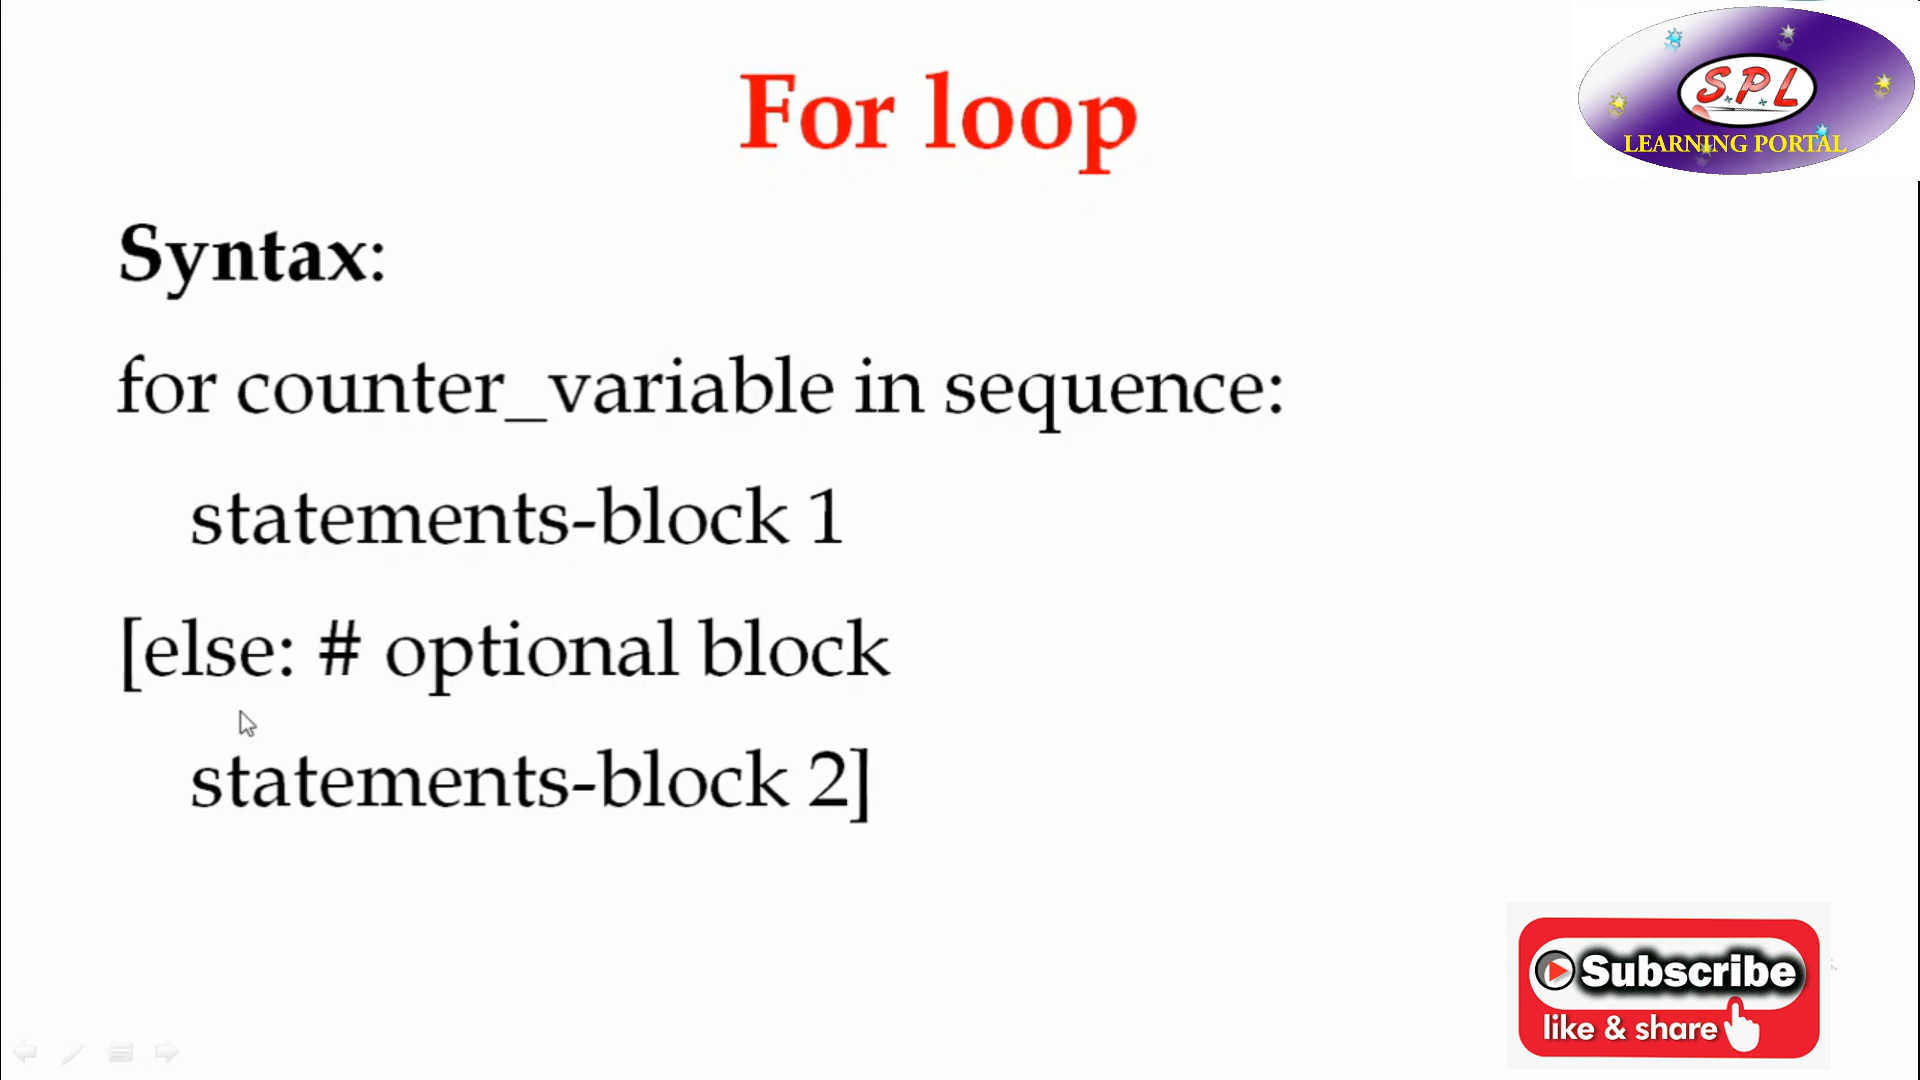 For loop
S.P.L
LEARNING PORTAL
Syntax:
for counter_variable in sequence:
statements-block 1
[else: # optional block
statements-block 2]
Subscribe
like & share